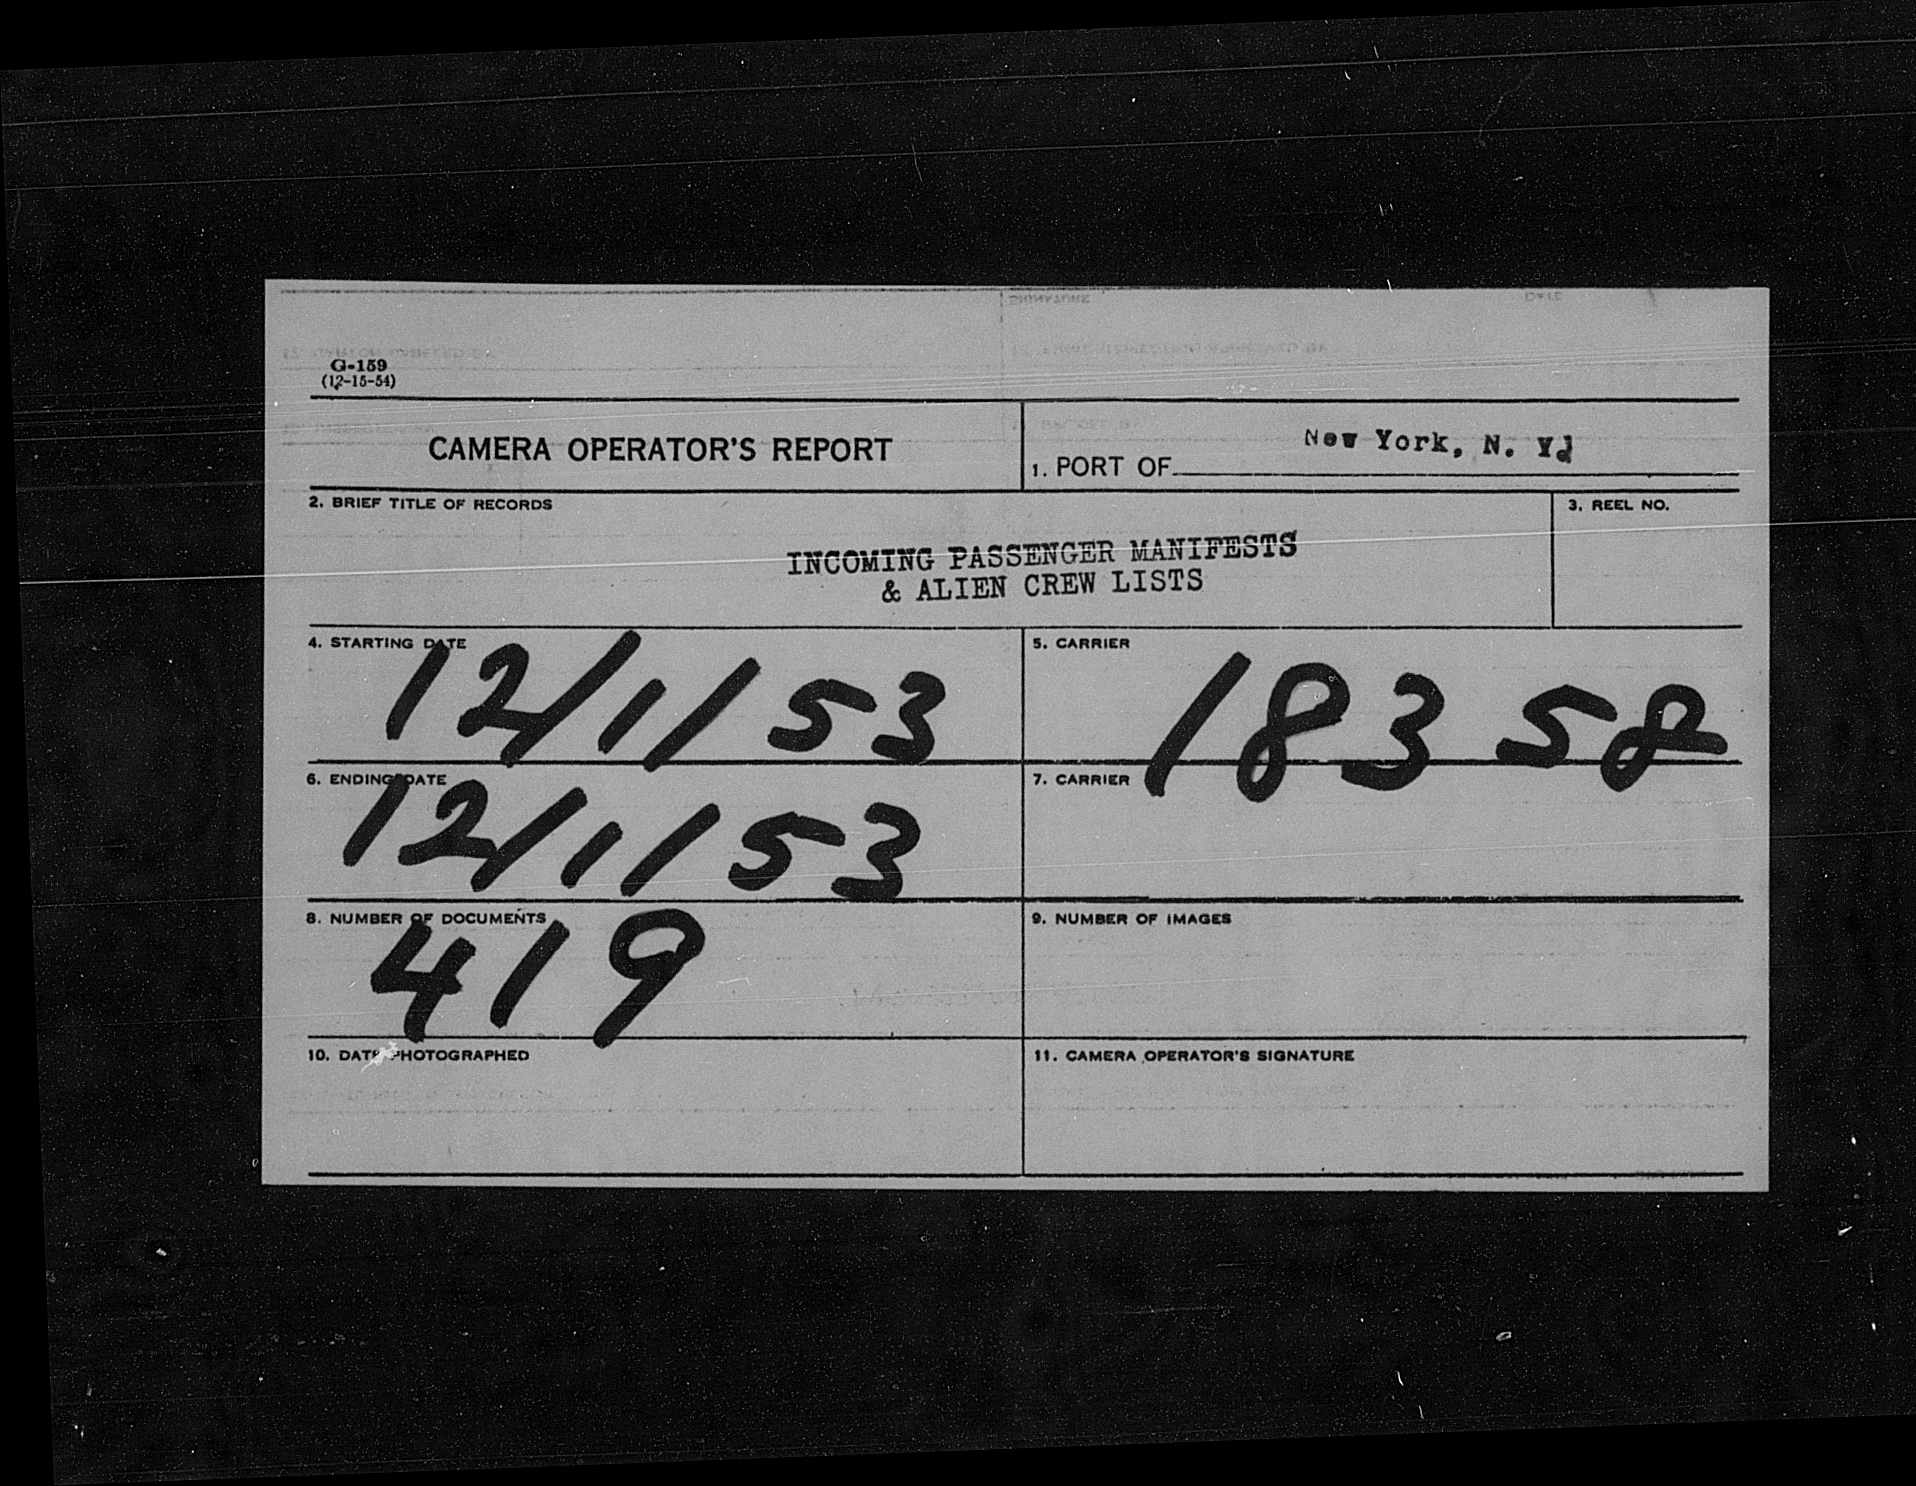 G-159
(12-15-54)
CAMERA OPERATOR'S REPORT
1. PORT OF New York, N. Y.
2. BRIEF TITLE OF RECORDS
3. REEL NO.
INCOMING PASSENGER MANIFESTS
& ALIEN CREW LISTS
4. STARTING DATE
12/1/53
5. CARRIER
18358
6. ENDING DATE
12/1/53
7. CARRIER
8. NUMBER OF DOCUMENTS
419
9. NUMBER OF IMAGES
10. DATE PHOTOGRAPHED
11. CAMERA OPERATOR'S SIGNATURE